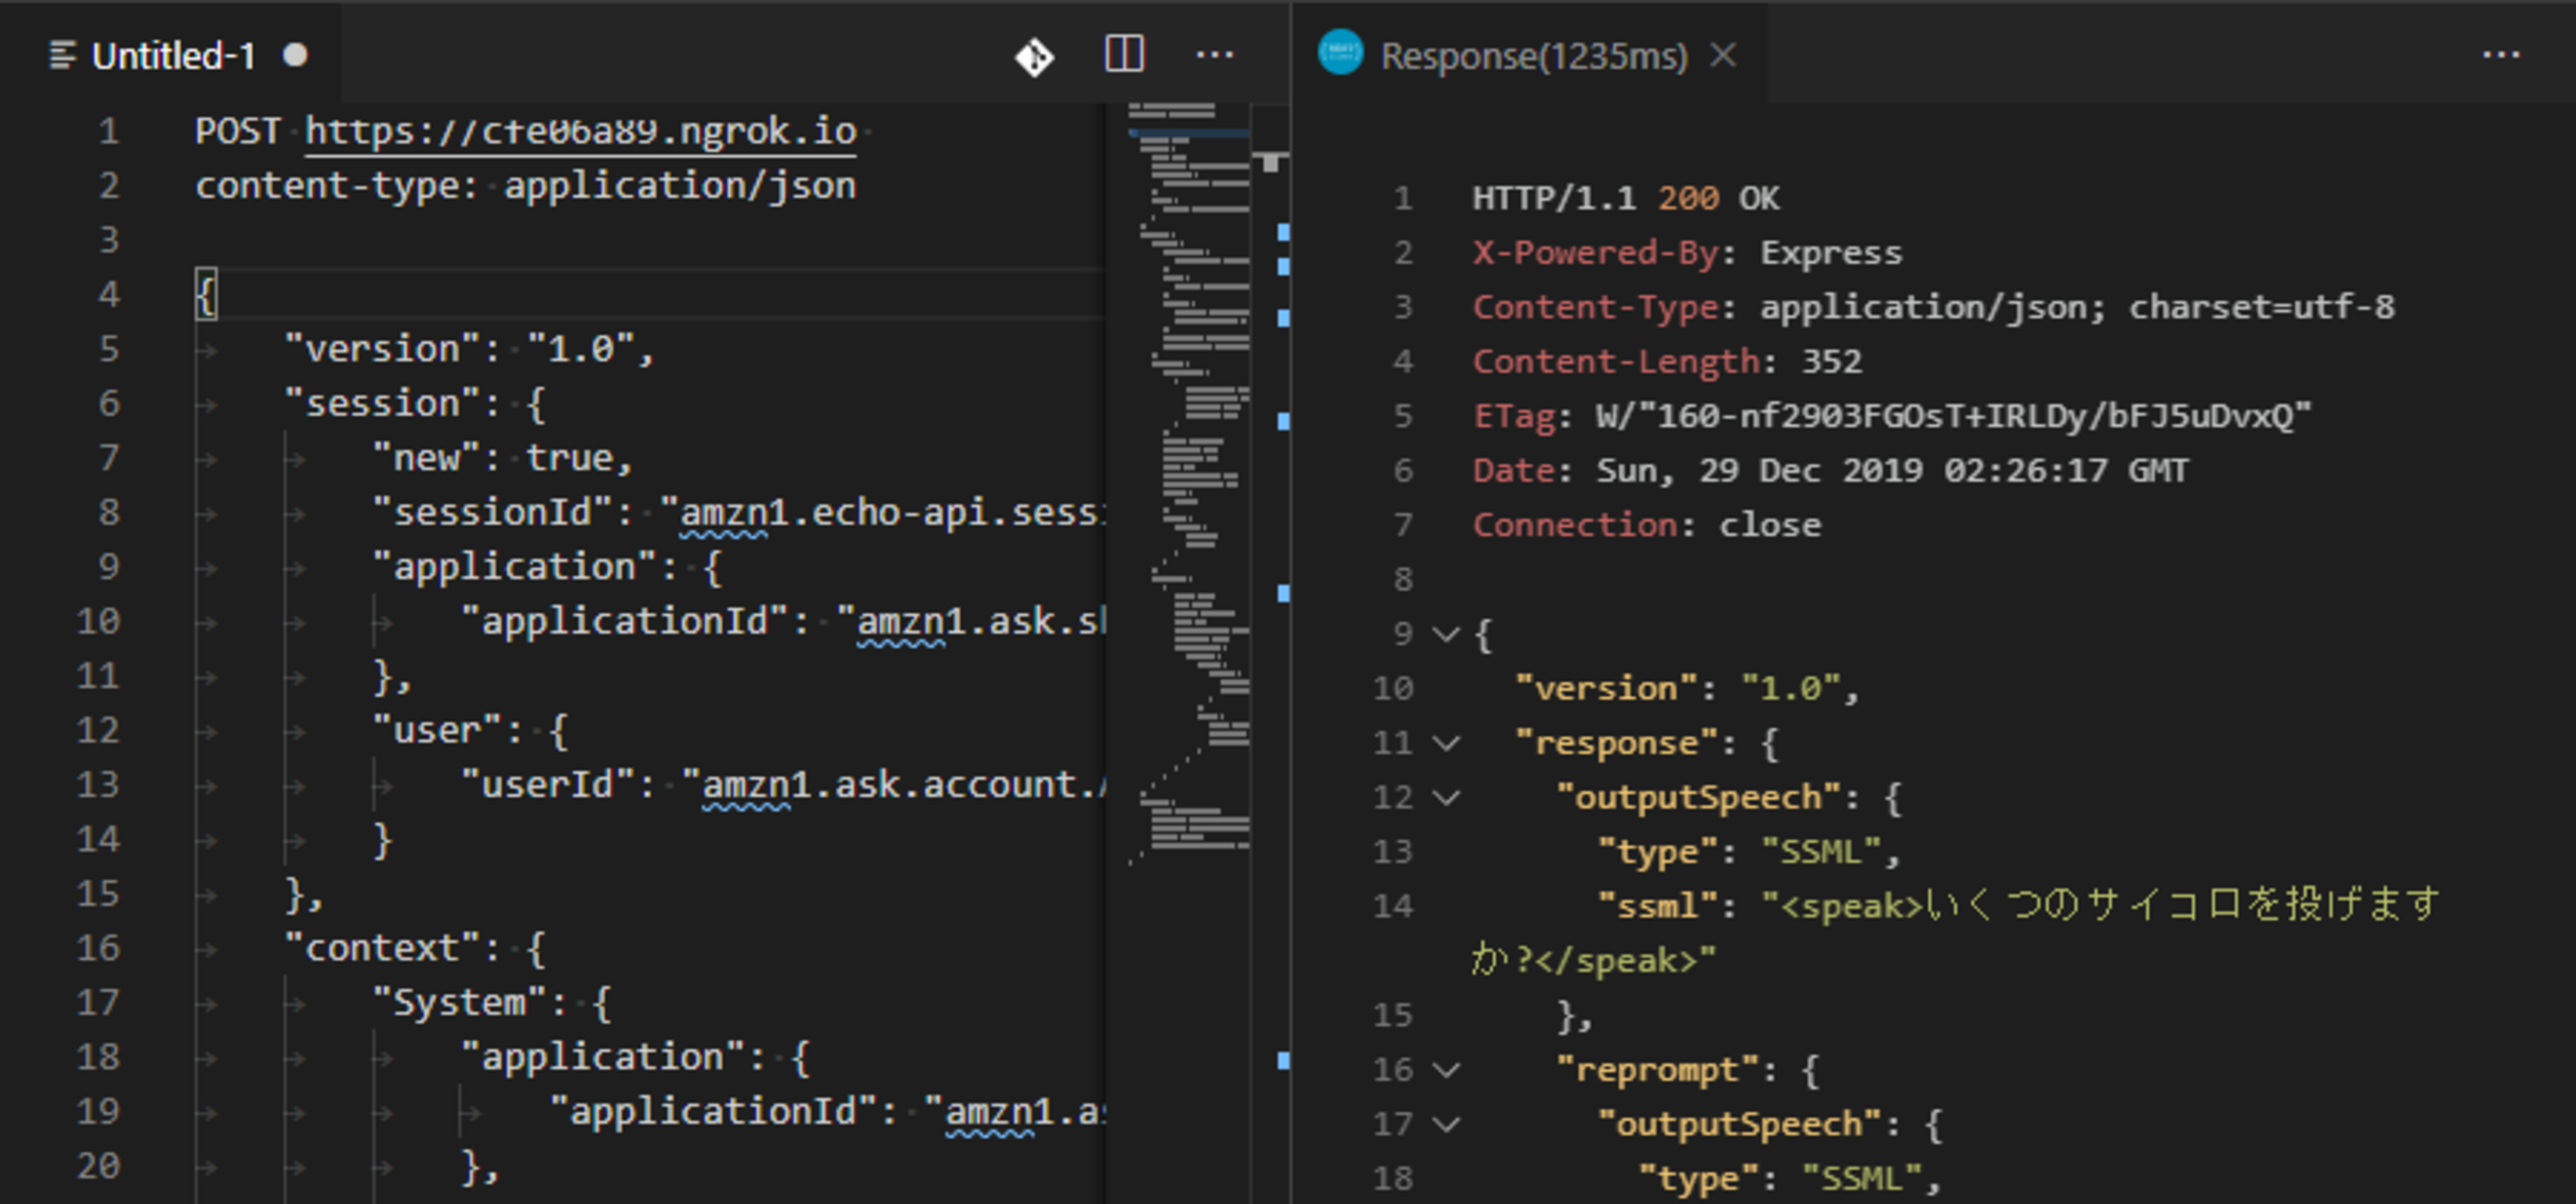 Untitled-1
1 POST https://cfe06a89.ngrok.io
2 content-type: application/json
3
4 {
5 "version": "1.0",
6 "session": {
7 "new": true,
8 "sessionId": "amzn1.echo-api.sess
9 "application": {
10 "applicationId": "amzn1.ask.s
11 },
12 "user": {
13 "userId": "amzn1.ask.account.
14 }
15 },
16 "context": {
17 "System": {
18 "application": {
19 "applicationId": "amzn1.as
20 },
Response(1235ms)
1 HTTP/1.1 200 OK
2 X-Powered-By: Express
3 Content-Type: application/json; charset=utf-8
4 Content-Length: 352
5 ETag: W/"160-nf2903FGOsT+IRLDy/bFJ5uDvxQ"
6 Date: Sun, 29 Dec 2019 02:26:17 GMT
7 Connection: close
8
9 {
10 "version": "1.0",
11 "response": {
12 "outputSpeech": {
13 "type": "SSML",
14 "ssml": "<speak>いくつのサイコロを投げます
か?</speak>"
15 },
16 "reprompt": {
17 "outputSpeech": {
18 "type": "SSML",